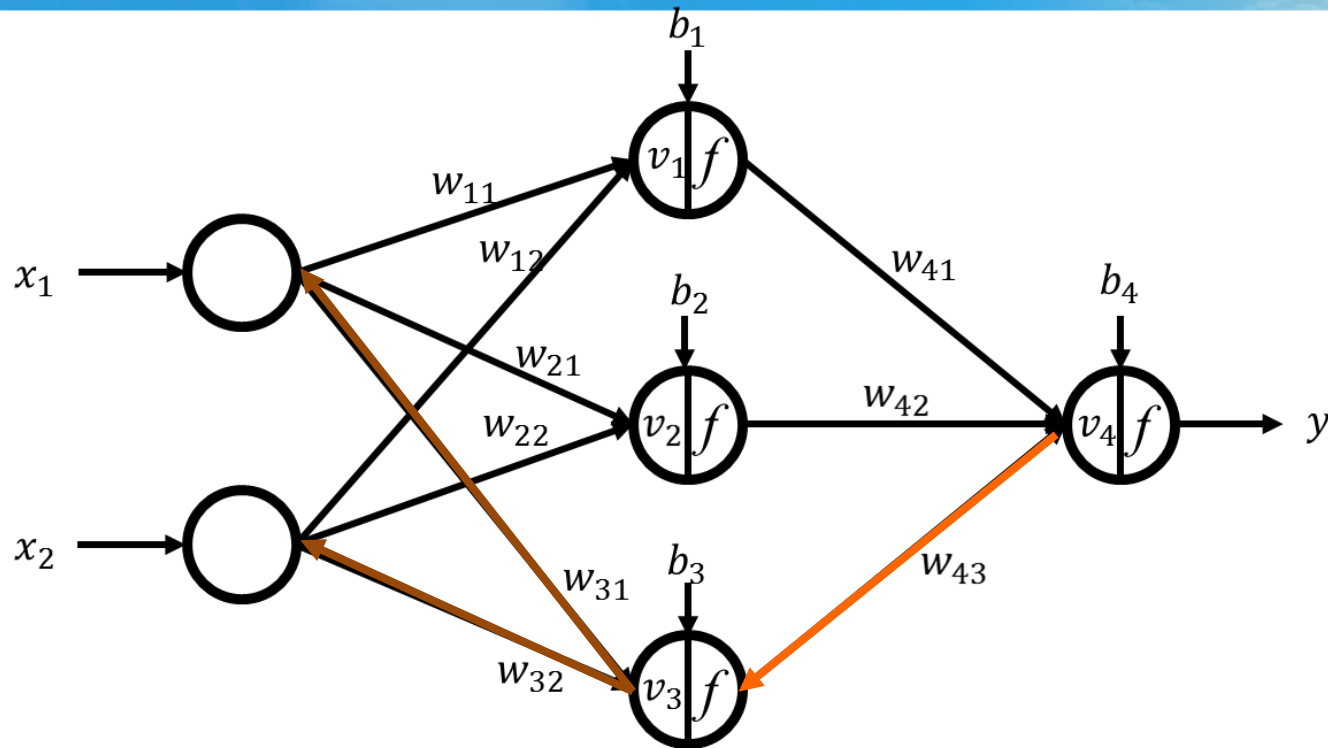 b₁
v₁ f
w₁₁
w₁₂
w₄₁
x₁
b₂
b₄
w₂₁
w₂₂
w₄₂
v₂ f
v₄ f
y
x₂
b₃
w₄₃
w₃₁
w₃₂
v₃ f